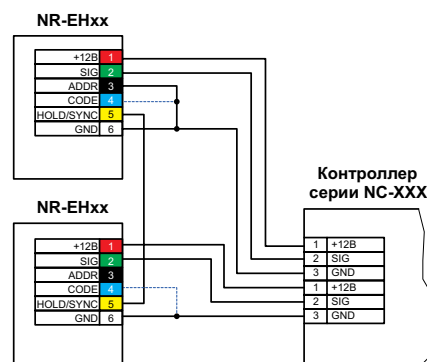 NR-EHxx
+12В 1
SIG 2
ADDR 3
CODE 4
HOLD/SYNC 5
GND 6
Контроллер
серии NC-XXX
NR-EHxx
+12В 1
SIG 2
ADDR 3
CODE 4
HOLD/SYNC 5
GND 6
1 +12В
2 SIG
3 GND
1 +12В
2 SIG
3 GND